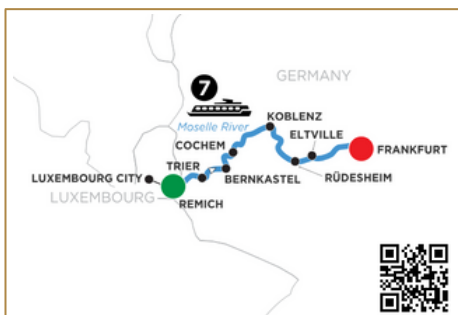 7
GERMANY
Moselle River
KOBLENZ
ELTVILLE
COCHEM
FRANKFURT
TRIER
LUXEMBOURG CITY
BERNKASTEL
RÜDESHEIM
LUXEMBOURG
REMICH